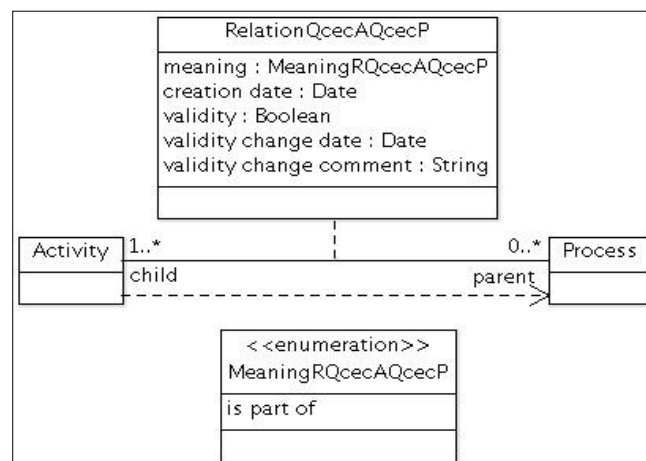 RelationQcecAQcecP
meaning : MeaningRQcecAQcecP
creation date : Date
validity : Boolean
validity change date : Date
validity change comment : String
Activity
1..*
0..*
Process
child
parent
<<enumeration>>
MeaningRQcecAQcecP
is part of